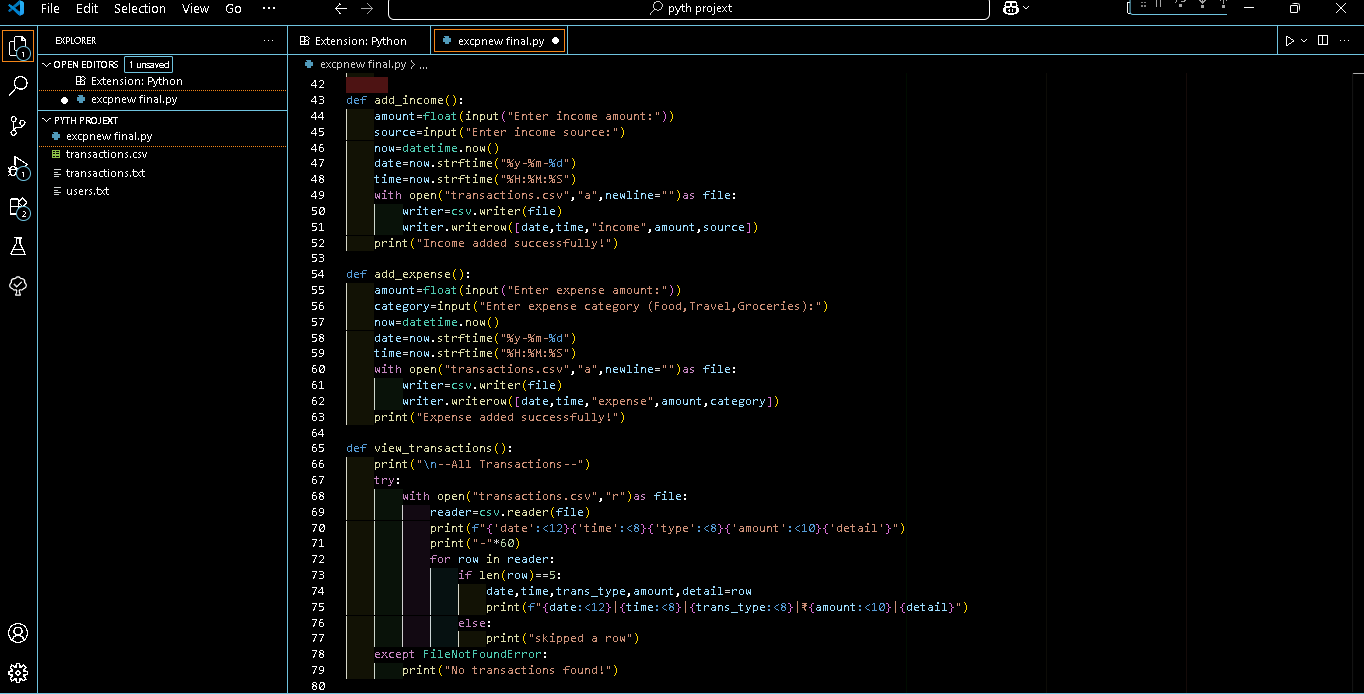 File Edit Selection View Go ··· pyth projext
EXPLORER ···
OPEN EDITORS 1 unsaved
Extension: Python
excpnew final.py
PYTH PROJEXT
excpnew final.py
transactions.csv
transactions.txt
users.txt
1
1
2
Extension: Python excpnew final.py
excpnew final.py > ...
42
43 def add_income():
44 amount=float(input("Enter income amount:"))
45 source=input("Enter income source:")
46 now=datetime.now()
47 date=now.strftime("%y-%m-%d")
48 time=now.strftime("%H:%M:%S")
49 with open("transactions.csv","a",newline="")as file:
50 writer=csv.writer(file)
51 writer.writerow([date,time,"income",amount,source])
52 print("Income added successfully!")
53
54 def add_expense():
55 amount=float(input("Enter expense amount:"))
56 category=input("Enter expense category (Food,Travel,Groceries):")
57 now=datetime.now()
58 date=now.strftime("%y-%m-%d")
59 time=now.strftime("%H:%M:%S")
60 with open("transactions.csv","a",newline="")as file:
61 writer=csv.writer(file)
62 writer.writerow([date,time,"expense",amount,category])
63 print("Expense added successfully!")
64
65 def view_transactions():
66 print("\n--All Transactions--")
67 try:
68 with open("transactions.csv","r")as file:
69 reader=csv.reader(file)
70 print(f"{'date':<12}{'time':<8}{'type':<8}{'amount':<10}{'detail'}")
71 print("-"*60)
72 for row in reader:
73 if len(row)==5:
74 date,time,trans_type,amount,detail=row
75 print(f"{date:<12}|{time:<8}|{trans_type:<8}|₹{amount:<10}|{detail}")
76 else:
77 print("skipped a row")
78 except FileNotFoundError:
79 print("No transactions found!")
80